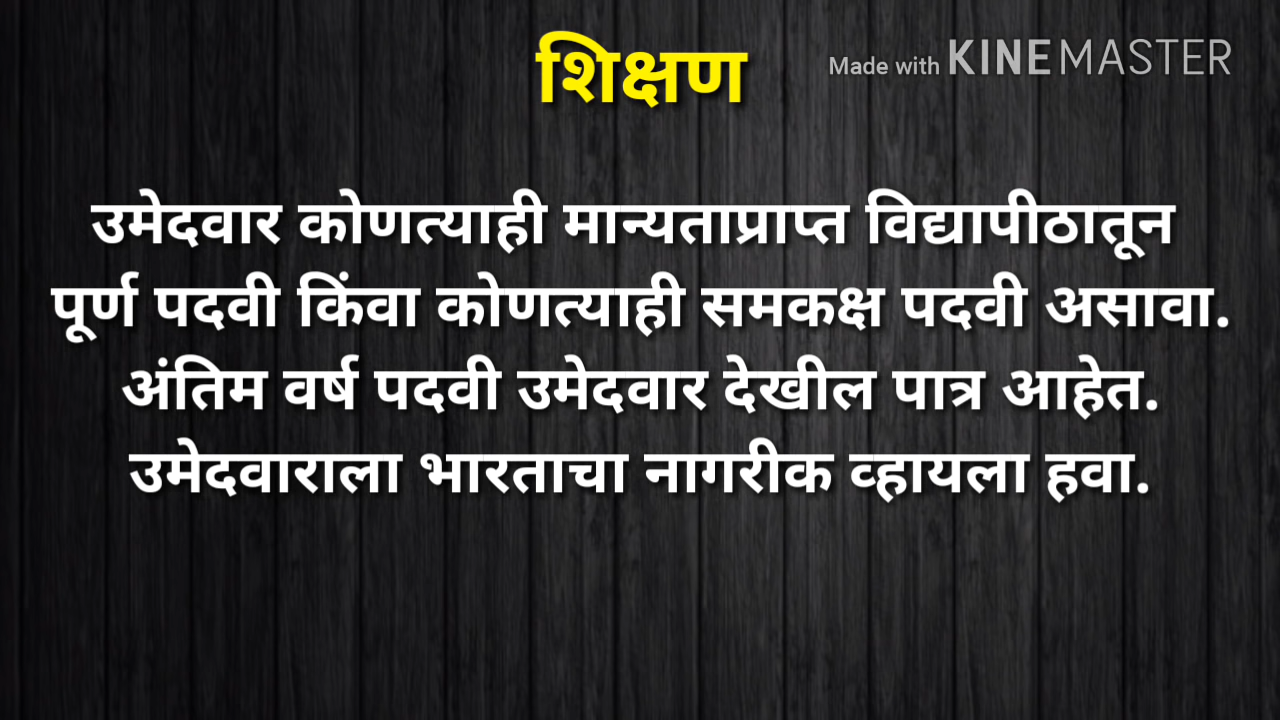 शिक्षण
Made with KINEMASTER
उमेदवार कोणत्याही मान्यताप्राप्त विद्यापीठातून
पूर्ण पदवी किंवा कोणत्याही समकक्ष पदवी असावा.
अंतिम वर्ष पदवी उमेदवार देखील पात्र आहेत.
उमेदवाराला भारताचा नागरीक व्हायला हवा.